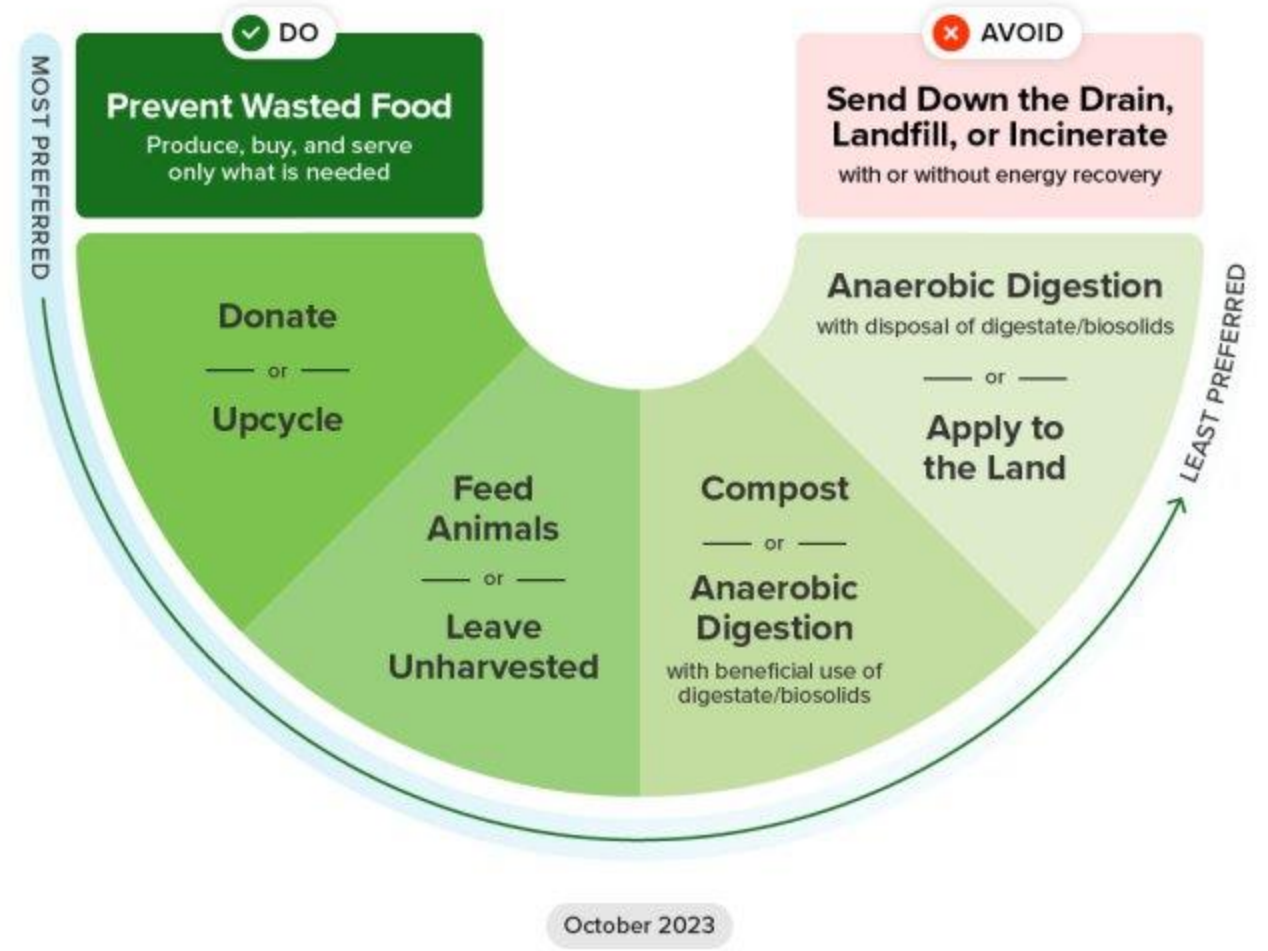 DO
Prevent Wasted Food
Produce, buy, and serve
only what is needed
AVOID
Send Down the Drain,
Landfill, or Incinerate
with or without energy recovery
MOST PREFERRED
Donate
or
Upcycle
Feed
Animals
or
Leave
Unharvested
Compost
or
Anaerobic
Digestion
with beneficial use of
digestate/biosolids
Anaerobic Digestion
with disposal of digestate/biosolids
or
Apply to
the Land
LEAST PREFERRED
October 2023